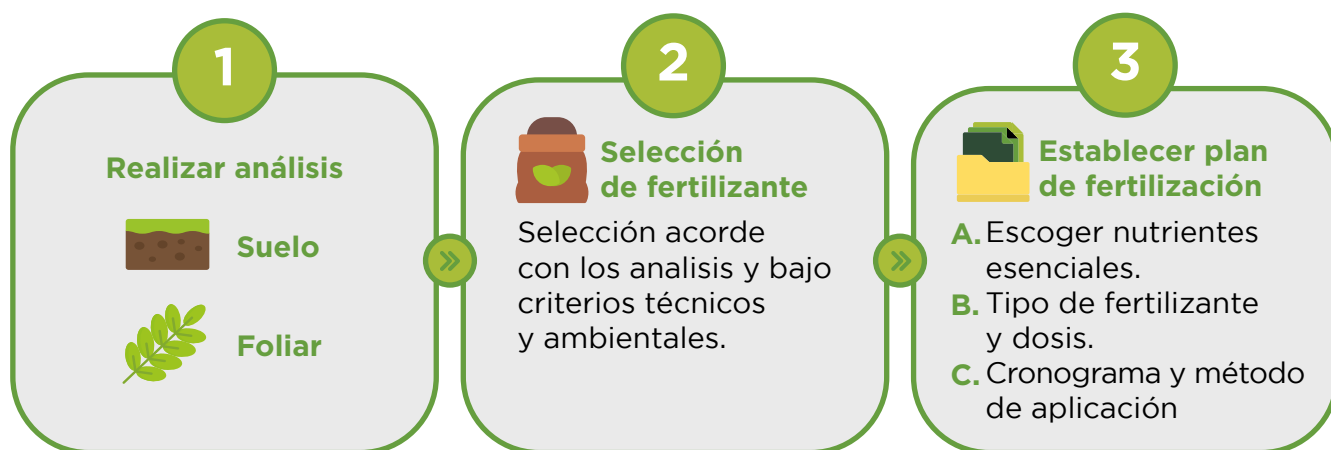 1
Realizar análisis
Suelo
Foliar
2
Selección
de fertilizante
Selección acorde
con los analisis y bajo
criterios técnicos
y ambientales.
3
Establecer plan
de fertilización
A. Escoger nutrientes
esenciales.
B. Tipo de fertilizante
y dosis.
C. Cronograma y método
de aplicación